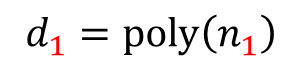 d₁ = poly(n₁)